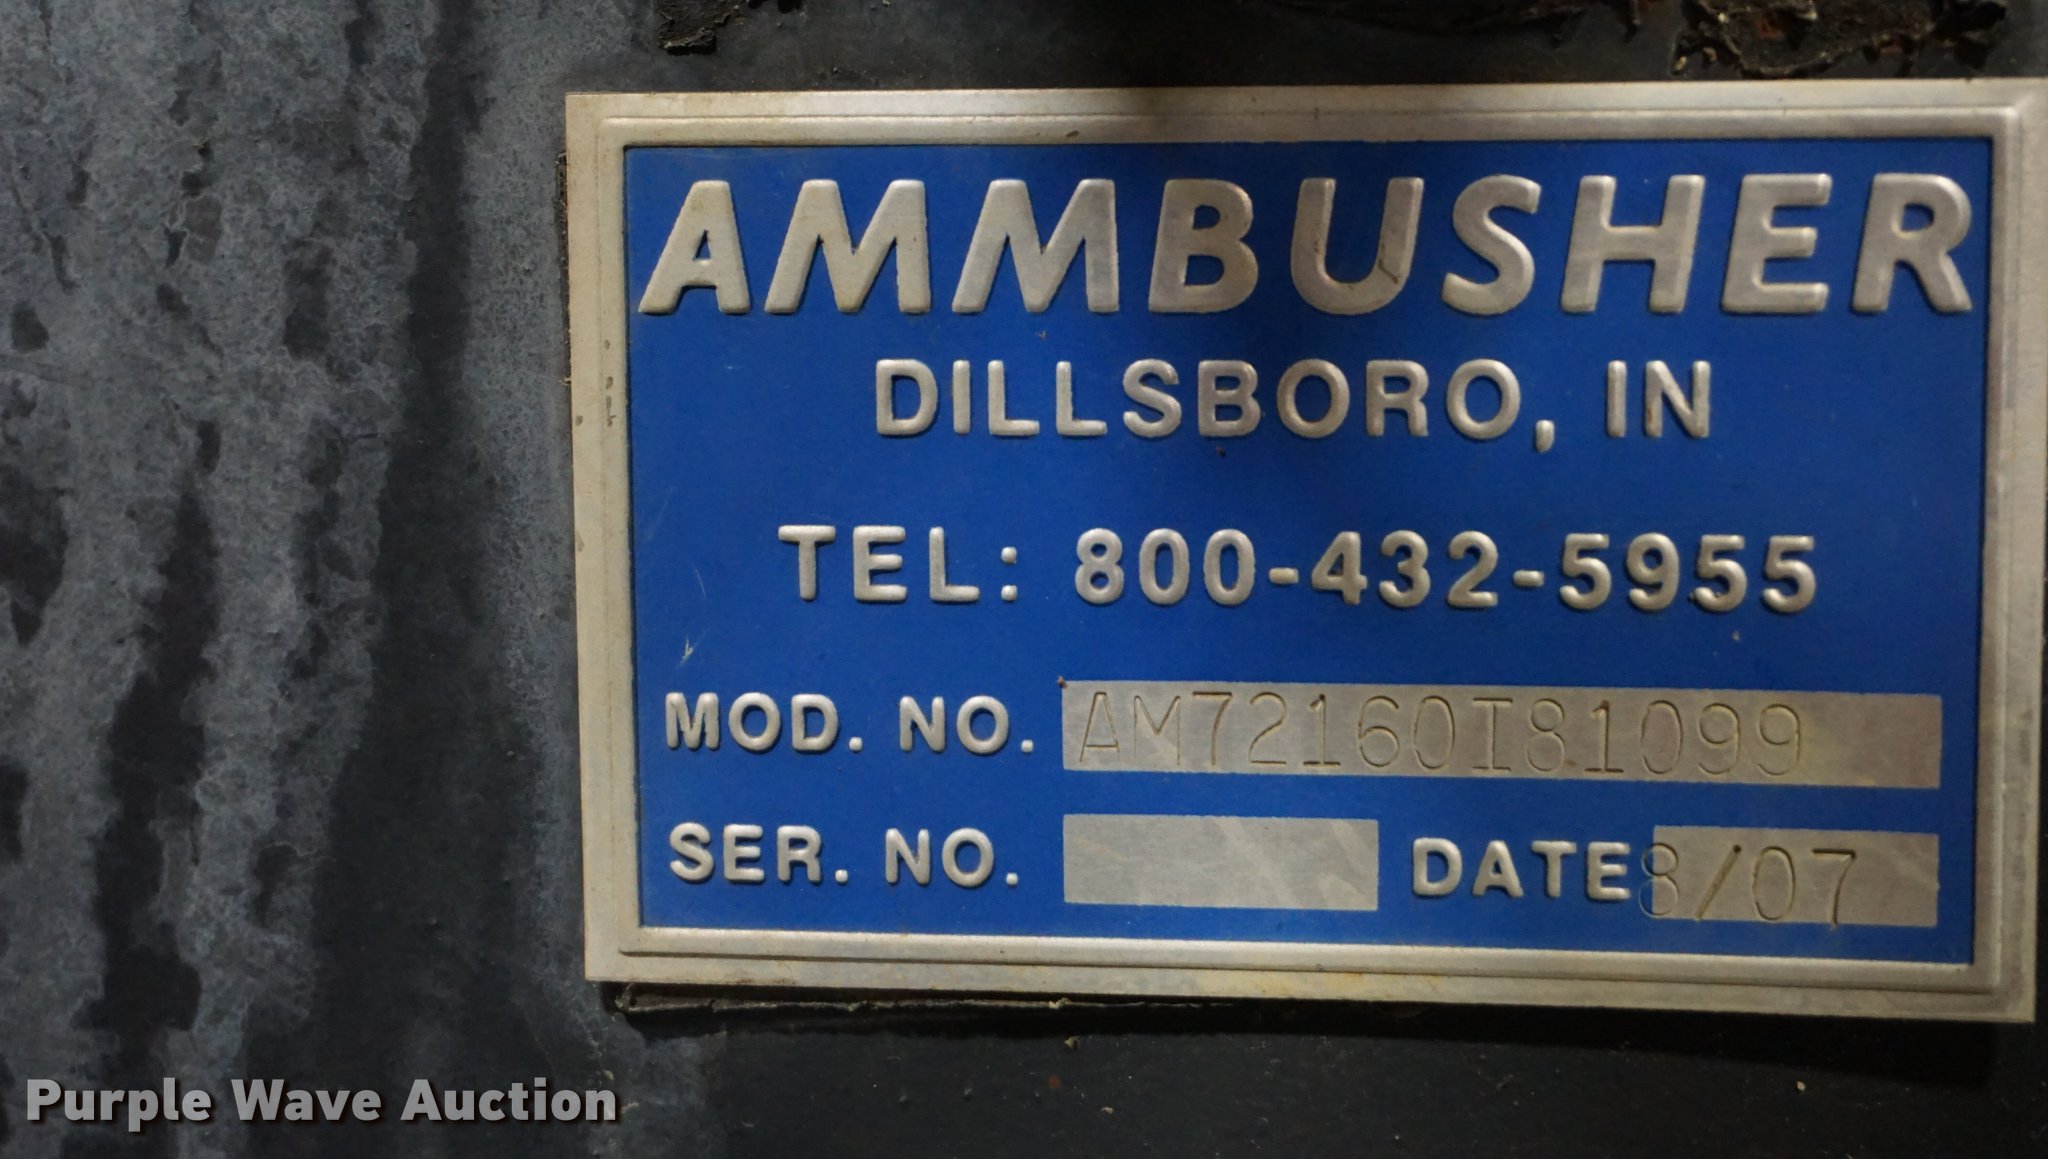 AMMBUSHER
DILLSBORO, IN
TEL: 800-432-5955
MOD. NO. AM72160I81099
SER. NO. DATE 8/07
Purple Wave Auction